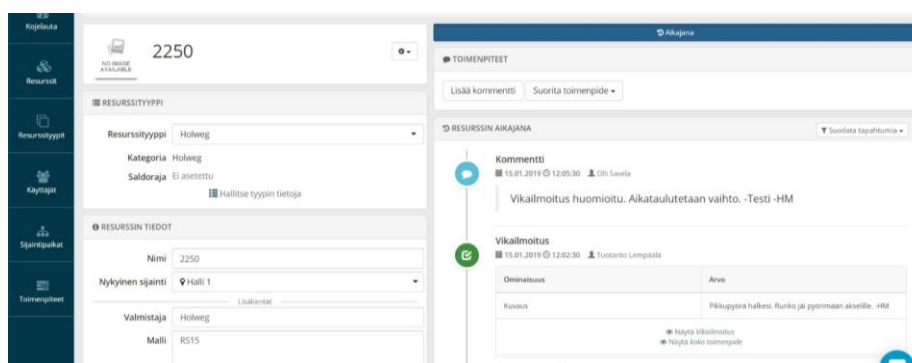 Kojelauta
Resurssit
Resurssityypit
Käyttäjät
Sijaintipaikat
Toimenpiteet
NO IMAGE
AVAILABLE
2250
RESURSSITYYPPI
Resurssityyppi Holweg
Kategoria Holweg
Saldoraja Ei asetettu
Hallitse tyypin tietoja
RESURSSIN TIEDOT
Nimi 2250
Nykyinen sijainti Halli 1
Lisäkentät
Valmistaja Holweg
Malli RS15
Aikajana
TOIMENPITEET
Lisää kommentti Suorita toimenpide
RESURSSIN AIKAJANA Suodata tapahtumia
Kommentti
15.01.2019 12:05:30 Olli Savela
Vikailmoitus huomioitu. Aikataulutetaan vaihto. -Testi -HM
Vikailmoitus
15.01.2019 12:02:30 Tuotanto Lempäälä
Ominaisuus Arvo
Kuvaus Pikkupyörä halkesi. Runko jäi pyörimään akselille. -HM
Näytä Vikailmoitus
Näytä koko toimenpide